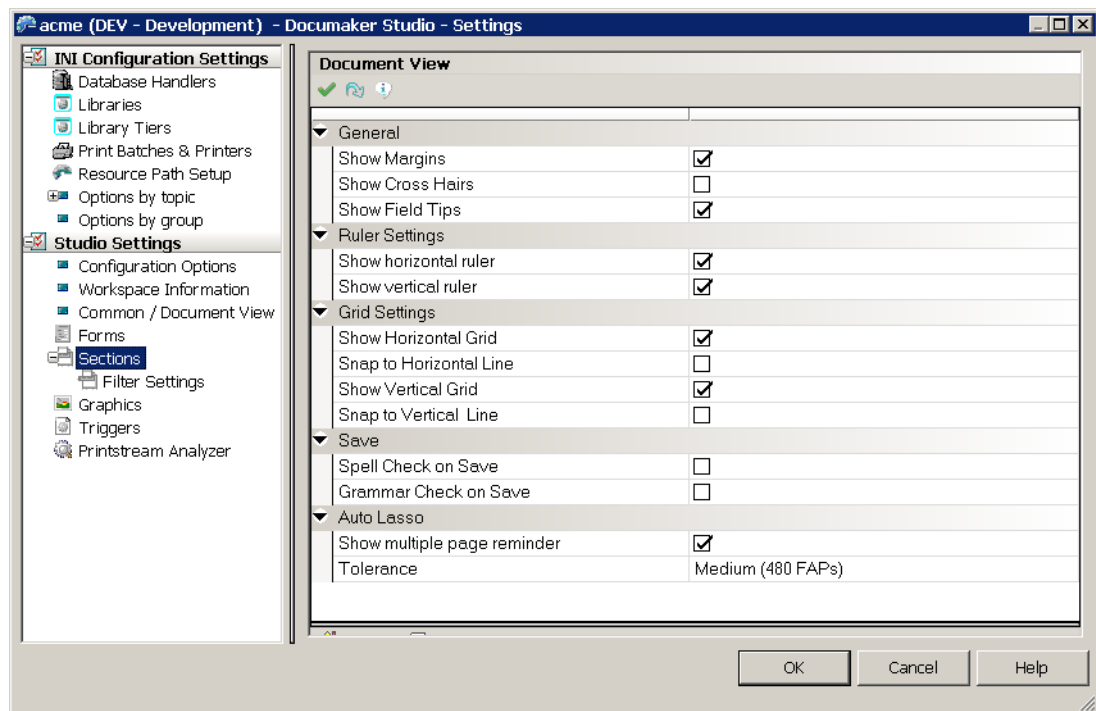 acme (DEV - Development) - Documaker Studio - Settings
INI Configuration Settings
Database Handlers
Libraries
Library Tiers
Print Batches & Printers
Resource Path Setup
Options by topic
Options by group
Studio Settings
Configuration Options
Workspace Information
Common / Document View
Forms
Sections
Filter Settings
Graphics
Triggers
Printstream Analyzer
Document View
General
Show Margins
Show Cross Hairs
Show Field Tips
Ruler Settings
Show horizontal ruler
Show vertical ruler
Grid Settings
Show Horizontal Grid
Snap to Horizontal Line
Show Vertical Grid
Snap to Vertical Line
Save
Spell Check on Save
Grammar Check on Save
Auto Lasso
Show multiple page reminder
Tolerance Medium (480 FAPs)
OK Cancel Help